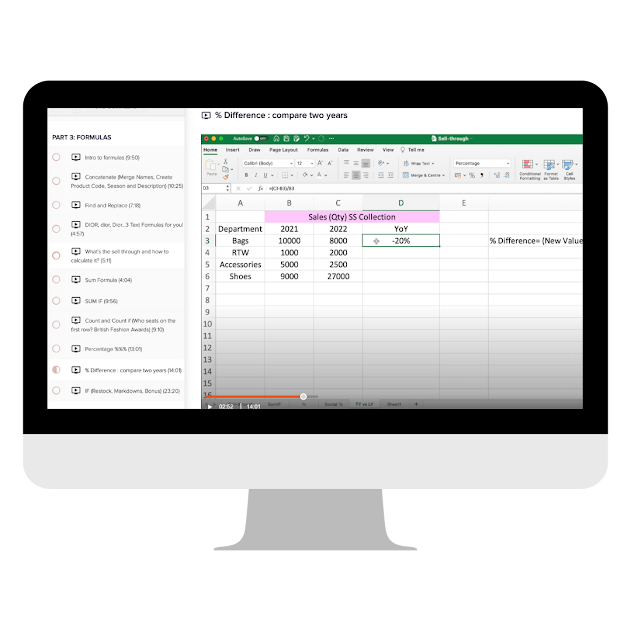 PART 3: FORMULAS
Intro to formulas (9:50)
Concatenate (Merge Names, Create
Product Code, Season and Description) (10:25)
Find and Replace (7:18)
DIOR, dior, Dior.. 3 Text Formulas for you!
(4:57)
What's the sell through and how to
calculate it? (5:11)
Sum Formula (4:04)
SUM IF (9:56)
Count and Count if (Who seats on the
first row? British Fashion Awards) (9:10)
Percentage %%% (13:01)
% Difference : compare two years (14:01)
IF (Restock, Markdowns, Bonus) (23:20)
% Difference : compare two years
AutoSave OFF
Sell-through
Home Insert Draw Page Layout Formulas Data Review View Tell me
Calibri (Body) 12 A A Wrap Text Percentage
B I U A Merge & Centre % Conditional Formatting Format as Table Cell Styles
D3 fx =(C3-B3)/B3
A B C D E
1 Sales (Qty) SS Collection
2 Department 2021 2022 YoY
3 Bags 10000 8000 -20% % Difference= (New Value
4 RTW 1000 2000
5 Accessories 5000 2500
6 Shoes 9000 27000
7
8
9
10
11
12
13
14
15
16
02:52 | 14:01 TY vs LY Sheet1 +